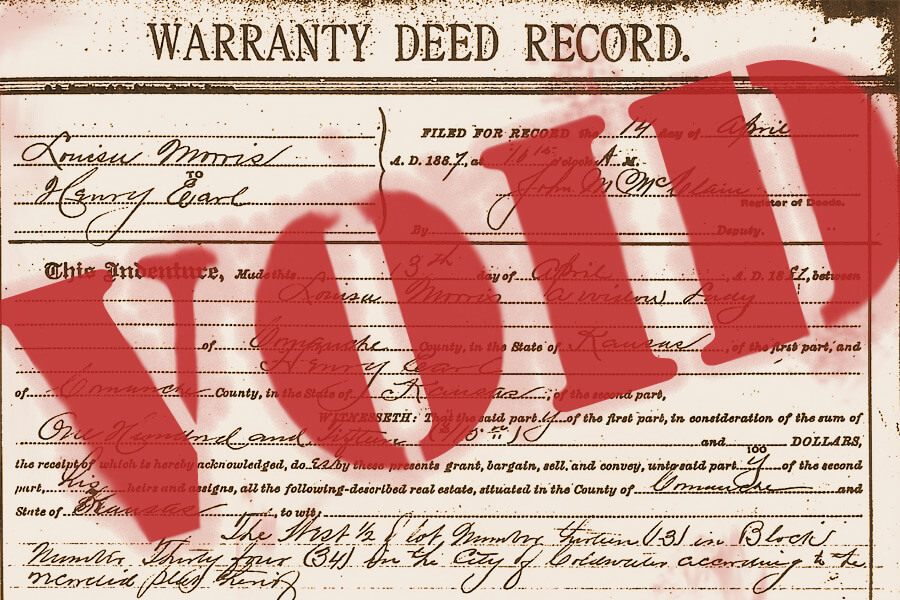 WARRANTY DEED RECORD.
Louisa Morris
TO
Henry Earl
FILED FOR RECORD the 14 day of April
A. D. 1887, at 10 o'clock A. M.
John M McClain
Register of Deeds.
By Deputy.
This Indenture, Made this 13th day of April, A. D. 1887, between
Louisa Morris a widow Lady
of Comanche County, in the State of Kansas, of the first part, and
Henry Earl
of Comanche County, in the State of Kansas, of the second part,
WITNESSETH: That the said party of the first part, in consideration of the sum of
One Hundred and and 100 DOLLARS,
the receipt of which is hereby acknowledged, do by these presents grant, bargain, sell, and convey, unto said party of the second
part, his heirs and assigns, all the following-described real estate, situated in the County of Comanche and
State of Kansas, to wit:
The West ½ of lot Number in Block
Number Thirty four (34) in the City of Coldwater according to the
recorded plat thereof
VOID